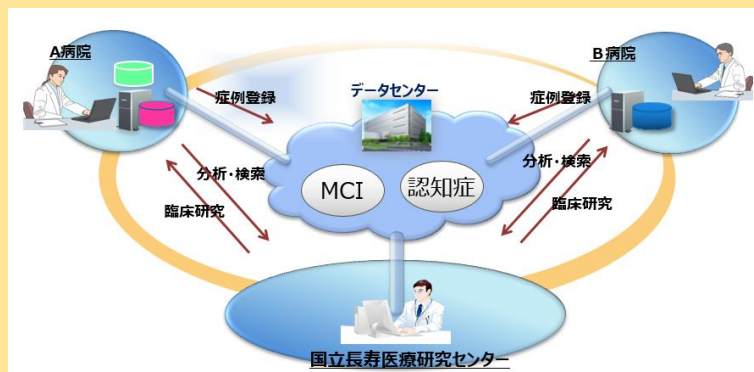 A病院
B病院
データセンター
症例登録
症例登録
分析・検索
分析・検索
臨床研究
臨床研究
MCI
認知症
国立長寿医療研究センター